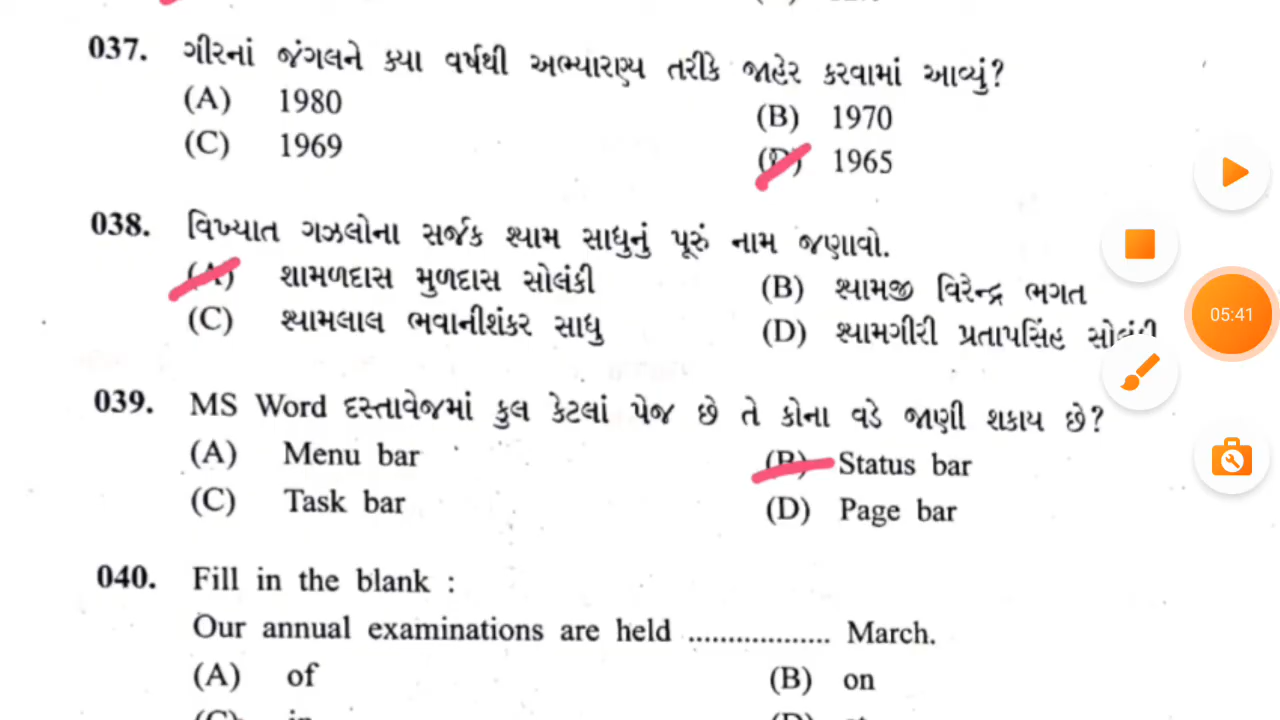 037. ગીરનાં જંગલને ક્યા વર્ષથી અભ્યારણ્ય તરીકે જાહેર કરવામાં આવ્યું?
(A) 1980 (B) 1970
(C) 1969 (D) 1965
038. વિખ્યાત ગઝલોના સર્જક શ્યામ સાધુનું પૂરું નામ જણાવો.
(A) શામળદાસ મુળદાસ સોલંકી (B) શ્યામજી વિરેન્દ્ર ભગત
(C) શ્યામલાલ ભવાનીશંકર સાધુ (D) શ્યામગીરી પ્રતાપસિંહ
039. MS Word દસ્તાવેજમાં કુલ કેટલાં પેજ છે તે કોના વડે જાણી શકાય છે?
(A) Menu bar (B) Status bar
(C) Task bar (D) Page bar
040. Fill in the blank :
Our annual examinations are held .................. March.
(A) of (B) on
05:41